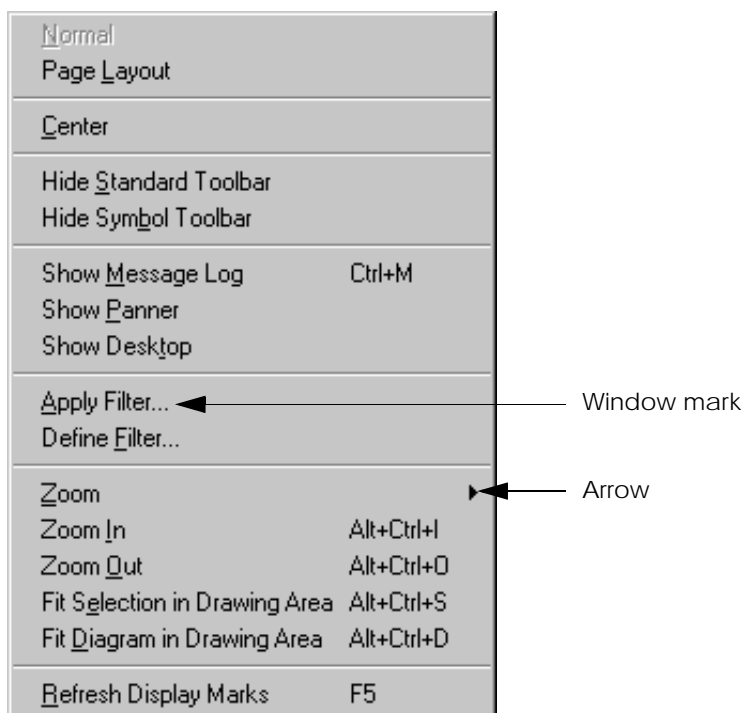 Normal
Page Layout
Center
Hide Standard Toolbar
Hide Symbol Toolbar
Show Message Log Ctrl+M
Show Panner
Show Desktop
Apply Filter... Window mark
Define Filter...
Zoom Arrow
Zoom In Alt+Ctrl+I
Zoom Out Alt+Ctrl+O
Fit Selection in Drawing Area Alt+Ctrl+S
Fit Diagram in Drawing Area Alt+Ctrl+D
Refresh Display Marks F5